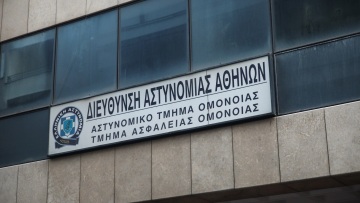 ΔΙΕΥΘΥΝΣΗ ΑΣΤΥΝΟΜΙΑΣ ΑΘΗΝΩΝ
ΑΣΤΥΝΟΜΙΚΟ ΤΜΗΜΑ ΟΜΟΝΟΙΑΣ
ΤΜΗΜΑ ΑΣΦΑΛΕΙΑΣ ΟΜΟΝΟΙΑΣ